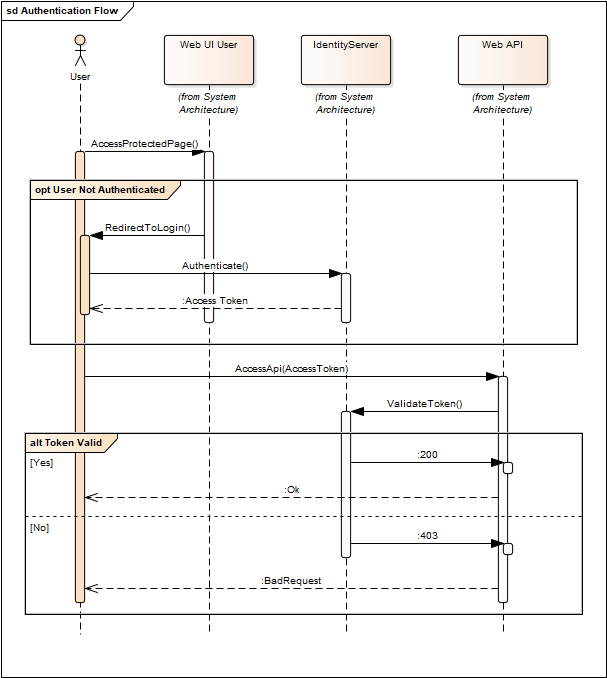 sd Authentication Flow
User
Web UI User
IdentityServer
Web API
(from System
Architecture)
(from System
Architecture)
(from System
Architecture)
AccessProtectedPage()
opt User Not Authenticated
RedirectToLogin()
Authenticate()
:Access Token
AccessApi(AccessToken)
ValidateToken()
alt Token Valid
[Yes]
:200
:Ok
[No]
:403
:BadRequest